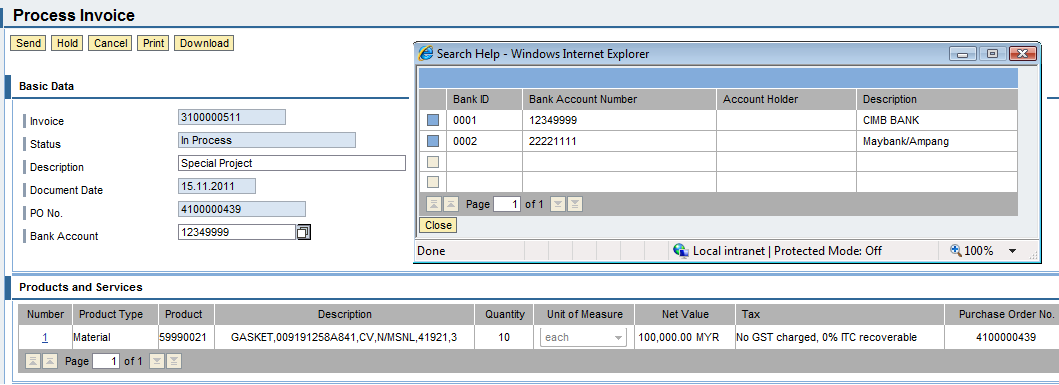 Process Invoice
Send Hold Cancel Print Download
Basic Data
Invoice 3100000511
Status In Process
Description Special Project
Document Date 15.11.2011
PO No. 4100000439
Bank Account 12349999
Search Help - Windows Internet Explorer
Bank ID Bank Account Number Account Holder Description
0001 12349999 CIMB BANK
0002 22221111 Maybank/Ampang
Page 1 of 1
Close
Done Local intranet | Protected Mode: Off 100%
Products and Services
Number Product Type Product Description Quantity Unit of Measure Net Value Tax Purchase Order No.
1 Material 59990021 GASKET,009191258A841,CV,N/MSNL,41921,3 10 each 100,000.00 MYR No GST charged, 0% ITC recoverable 4100000439
Page 1 of 1